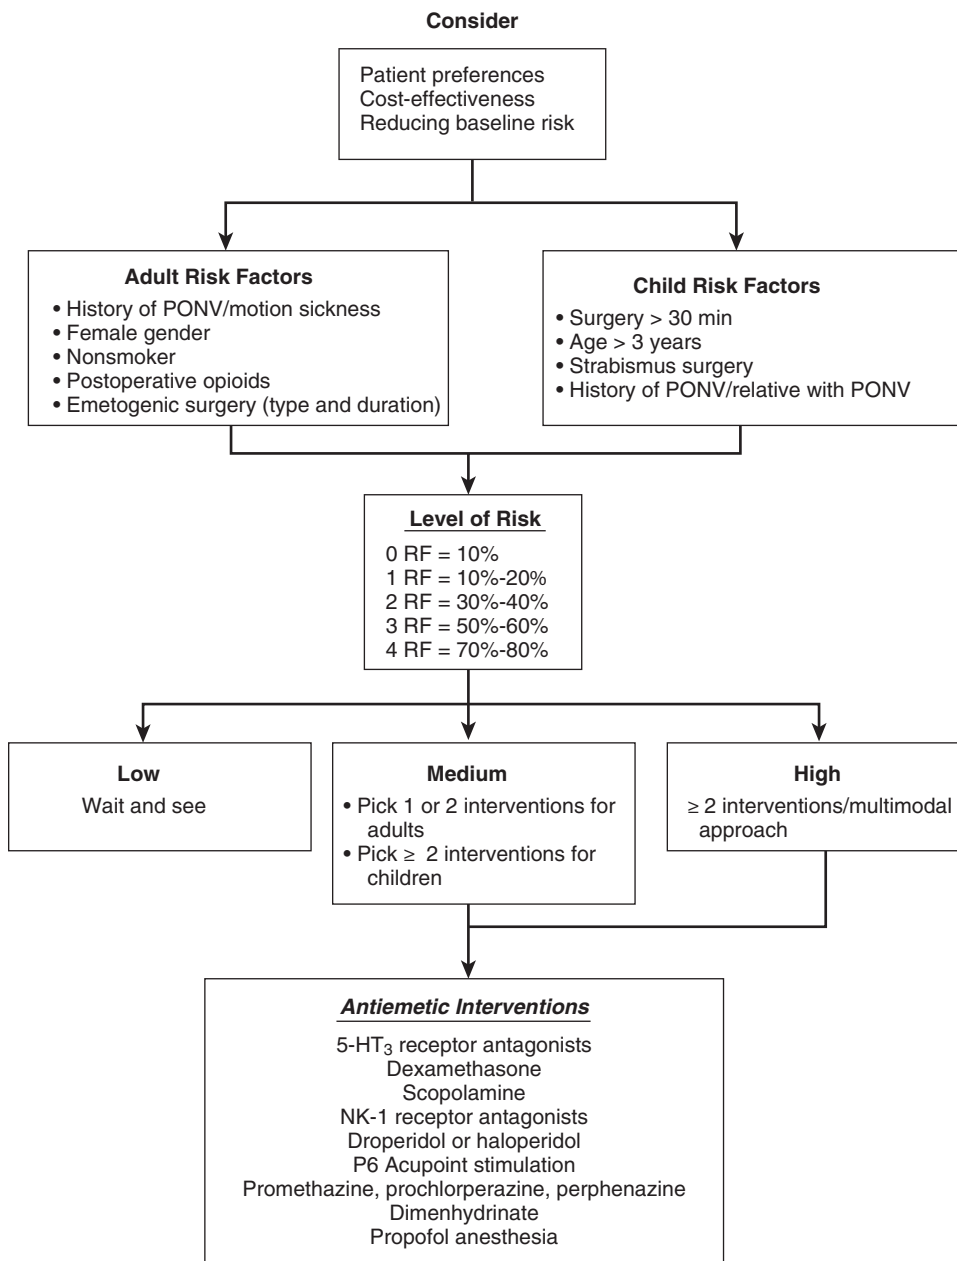 Consider
Patient preferences
Cost-effectiveness
Reducing baseline risk
Adult Risk Factors
• History of PONV/motion sickness
• Female gender
• Nonsmoker
• Postoperative opioids
• Emetogenic surgery (type and duration)
Child Risk Factors
• Surgery > 30 min
• Age > 3 years
• Strabismus surgery
• History of PONV/relative with PONV
Level of Risk
0 RF = 10%
1 RF = 10%-20%
2 RF = 30%-40%
3 RF = 50%-60%
4 RF = 70%-80%
Low
Wait and see
Medium
• Pick 1 or 2 interventions for
adults
• Pick ≥ 2 interventions for
children
High
≥ 2 interventions/multimodal
approach
Antiemetic Interventions
5-HT₃ receptor antagonists
Dexamethasone
Scopolamine
NK-1 receptor antagonists
Droperidol or haloperidol
P6 Acupoint stimulation
Promethazine, prochlorperazine, perphenazine
Dimenhydrinate
Propofol anesthesia